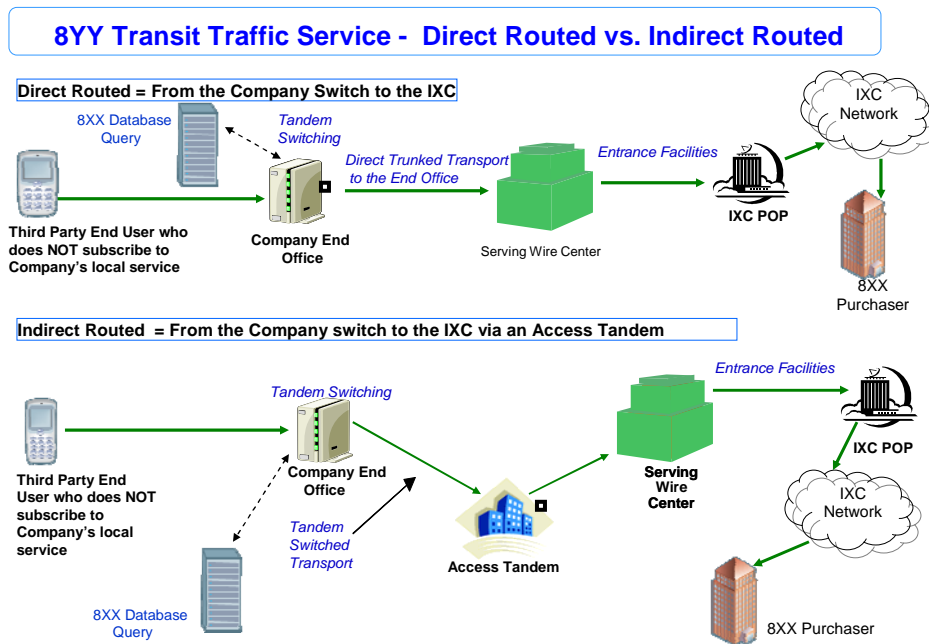 8YY Transit Traffic Service - Direct Routed vs. Indirect Routed
Direct Routed = From the Company Switch to the IXC
8XX Database
Query
Tandem
Switching
Direct Trunked Transport
to the End Office
Entrance Facilities
IXC
Network
Third Party End User who
does NOT subscribe to
Company's local service
Company End
Office
Serving Wire Center
IXC POP
8XX
Purchaser
Indirect Routed = From the Company switch to the IXC via an Access Tandem
Tandem Switching
Entrance Facilities
Third Party End
User who does NOT
subscribe to
Company's local
service
Company End
Office
Tandem
Switched
Transport
Access Tandem
Serving
Wire
Center
IXC POP
IXC
Network
8XX Database
Query
8XX Purchaser